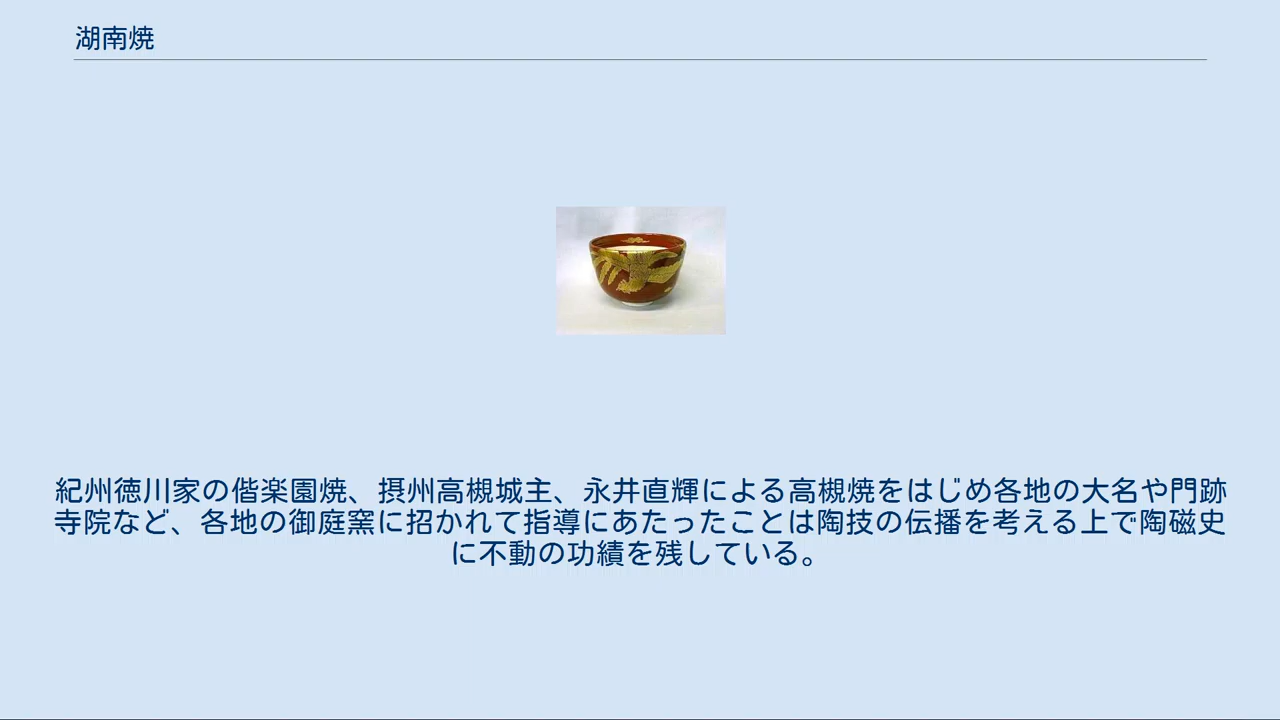 湖南焼
紀州徳川家の偕楽園焼、摂州高槻城主、永井直輝による高槻焼をはじめ各地の大名や門跡
寺院など、各地の御庭窯に招かれて指導にあたったことは陶技の伝播を考える上で陶磁史
に不動の功績を残している。